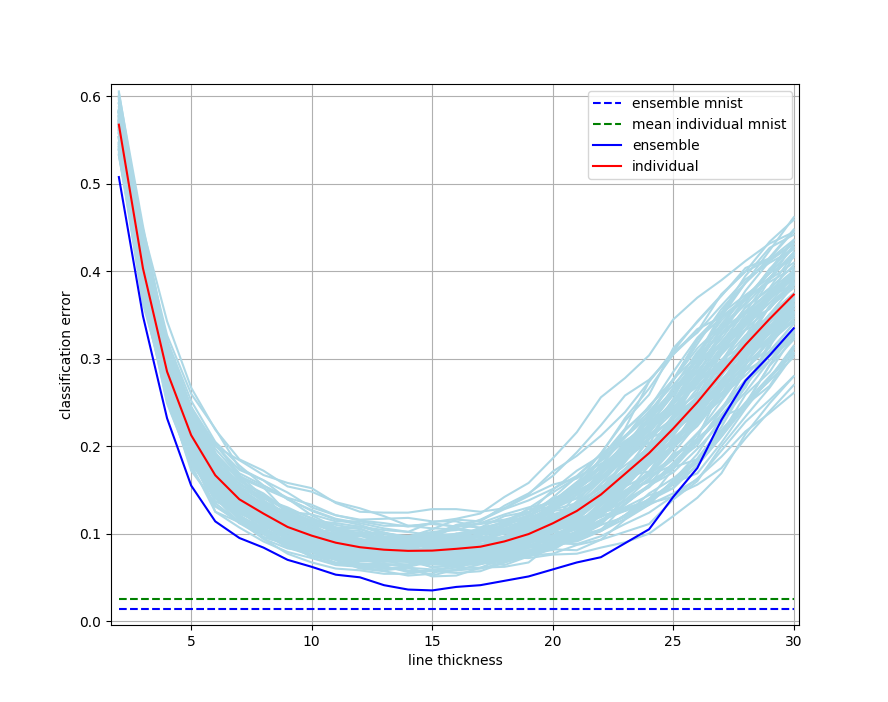 ensemble mnist
mean individual mnist
ensemble
individual
0.6
0.5
0.4
0.3
0.2
0.1
0.0
classification error
5 10 15 20 25 30
line thickness